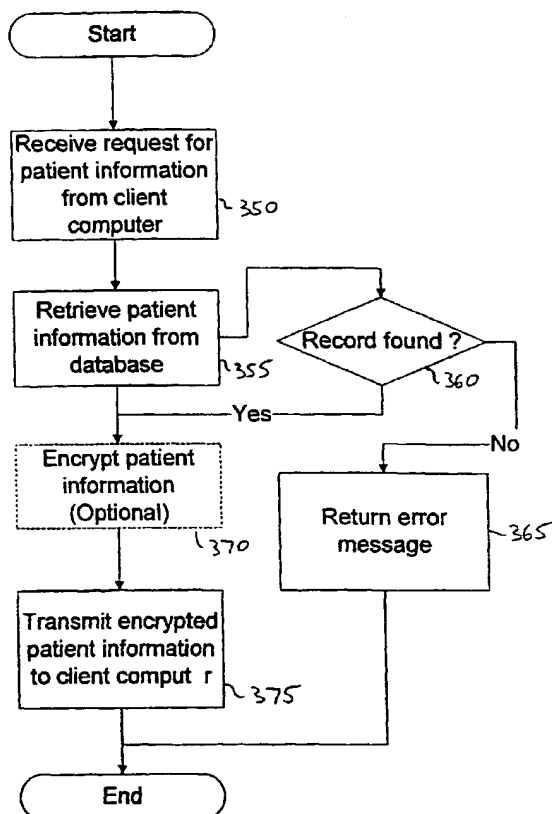 Start
Receive request for
patient information
from client
computer
350
Retrieve patient
information from
database
355
Record found ?
360
Yes
No
Encrypt patient
information
(Optional)
370
Return error
message
365
Transmit encrypted
patient information
to client comput r
375
End